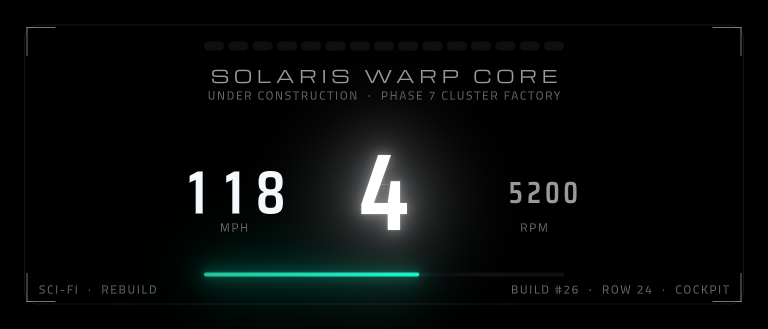 SOLARIS WARP CORE
UNDER CONSTRUCTION · PHASE 7 CLUSTER FACTORY
118
MPH
4
5200
RPM
SCI-FI · REBUILD
BUILD #26 · ROW 24 · COCKPIT